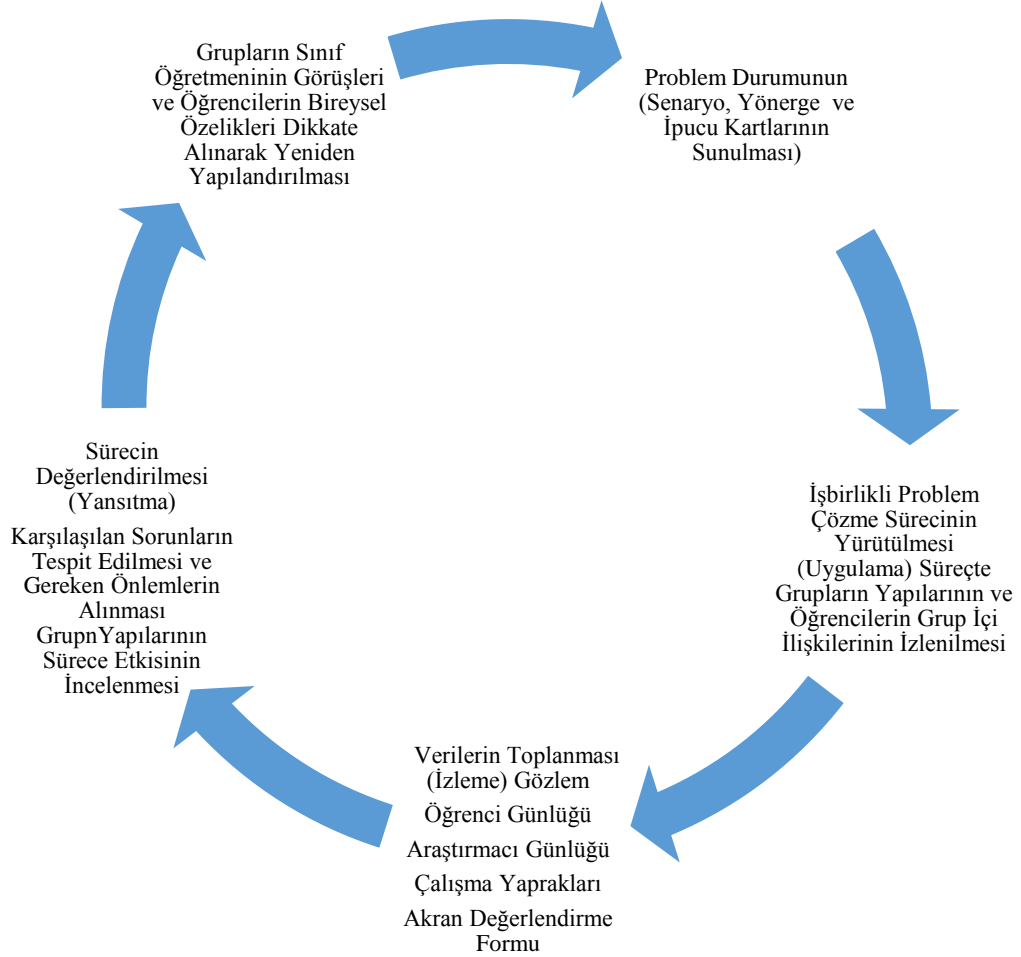 Grupların Sınıf
Öğretmeninin Görüşleri
ve Öğrencilerin Bireysel
Özelikleri Dikkate
Alınarak Yeniden
Yapılandırılması
Problem Durumunun
(Senaryo, Yönerge ve
İpucu Kartlarının
Sunulması)
İşbirlikli Problem
Çözme Sürecinin
Yürütülmesi
(Uygulama) Süreçte
Grupların Yapılarının ve
Öğrencilerin Grup İçi
İlişkilerinin İzlenilmesi
Verilerin Toplanması
(İzleme) Gözlem
Öğrenci Günlüğü
Araştırmacı Günlüğü
Çalışma Yaprakları
Akran Değerlendirme
Formu
Sürecin
Değerlendirilmesi
(Yansıtma)
Karşılaşılan Sorunların
Tespit Edilmesi ve
Gereken Önlemlerin
Alınması
GrupnYapılarının
Sürece Etkisinin
İncelenmesi